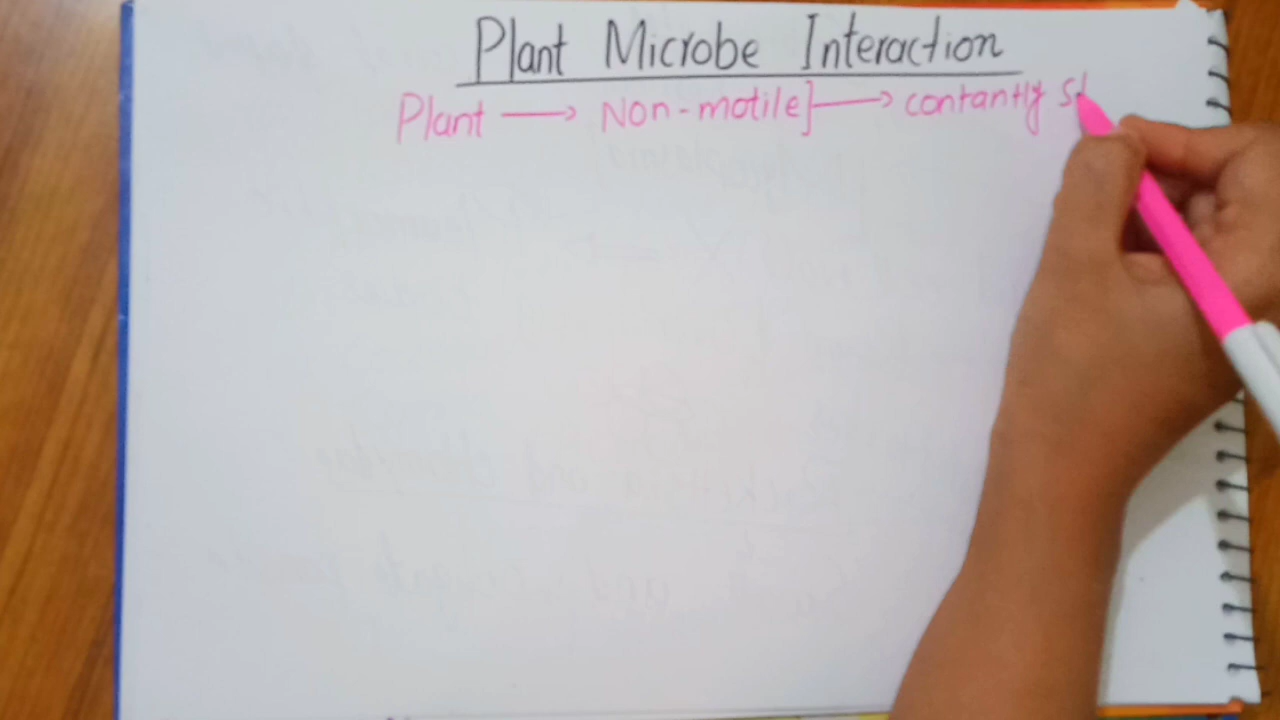 Plant Microbe Interaction
Plant → Non-motile] → contantly